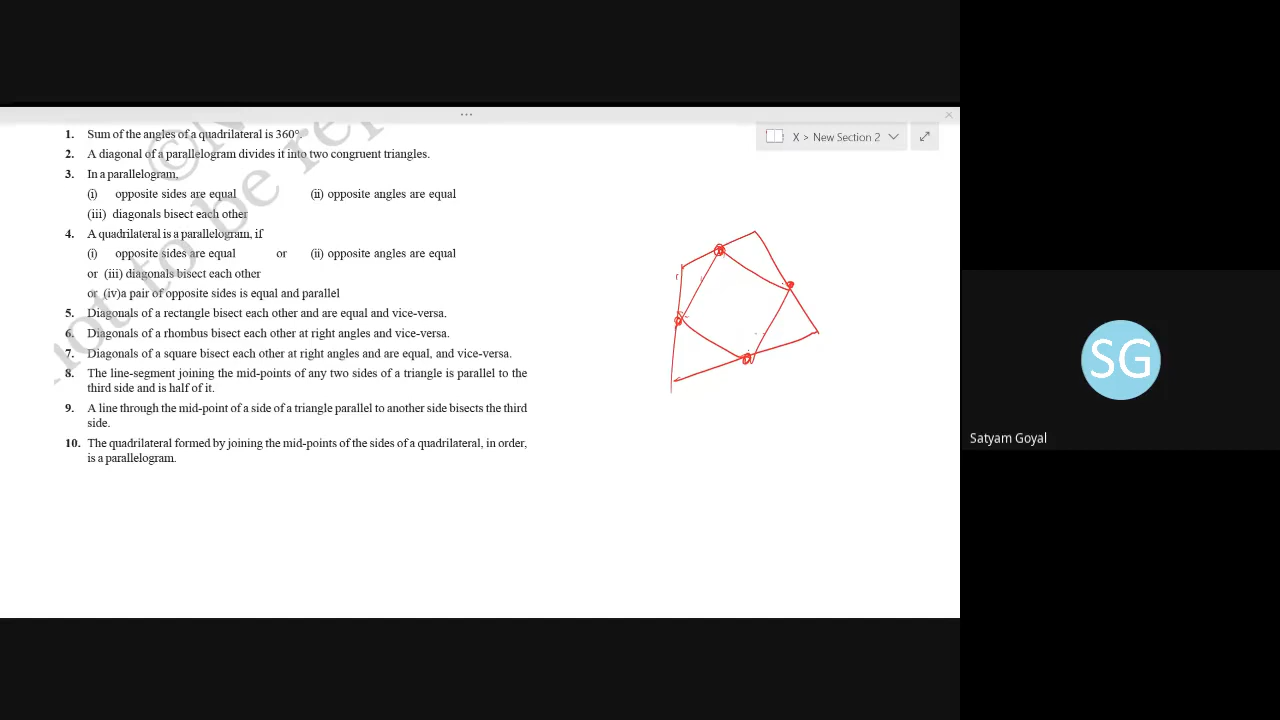 X > New Section 2
1. Sum of the angles of a quadrilateral is 360°.
2. A diagonal of a parallelogram divides it into two congruent triangles.
3. In a parallelogram,
(i) opposite sides are equal (ii) opposite angles are equal
(iii) diagonals bisect each other
4. A quadrilateral is a parallelogram, if
(i) opposite sides are equal or (ii) opposite angles are equal
or (iii) diagonals bisect each other
or (iv)a pair of opposite sides is equal and parallel
5. Diagonals of a rectangle bisect each other and are equal and vice-versa.
6. Diagonals of a rhombus bisect each other at right angles and vice-versa.
7. Diagonals of a square bisect each other at right angles and are equal, and vice-versa.
8. The line-segment joining the mid-points of any two sides of a triangle is parallel to the
third side and is half of it.
9. A line through the mid-point of a side of a triangle parallel to another side bisects the third
side.
10. The quadrilateral formed by joining the mid-points of the sides of a quadrilateral, in order,
is a parallelogram.
©N
not to be rep
SG
Satyam Goyal